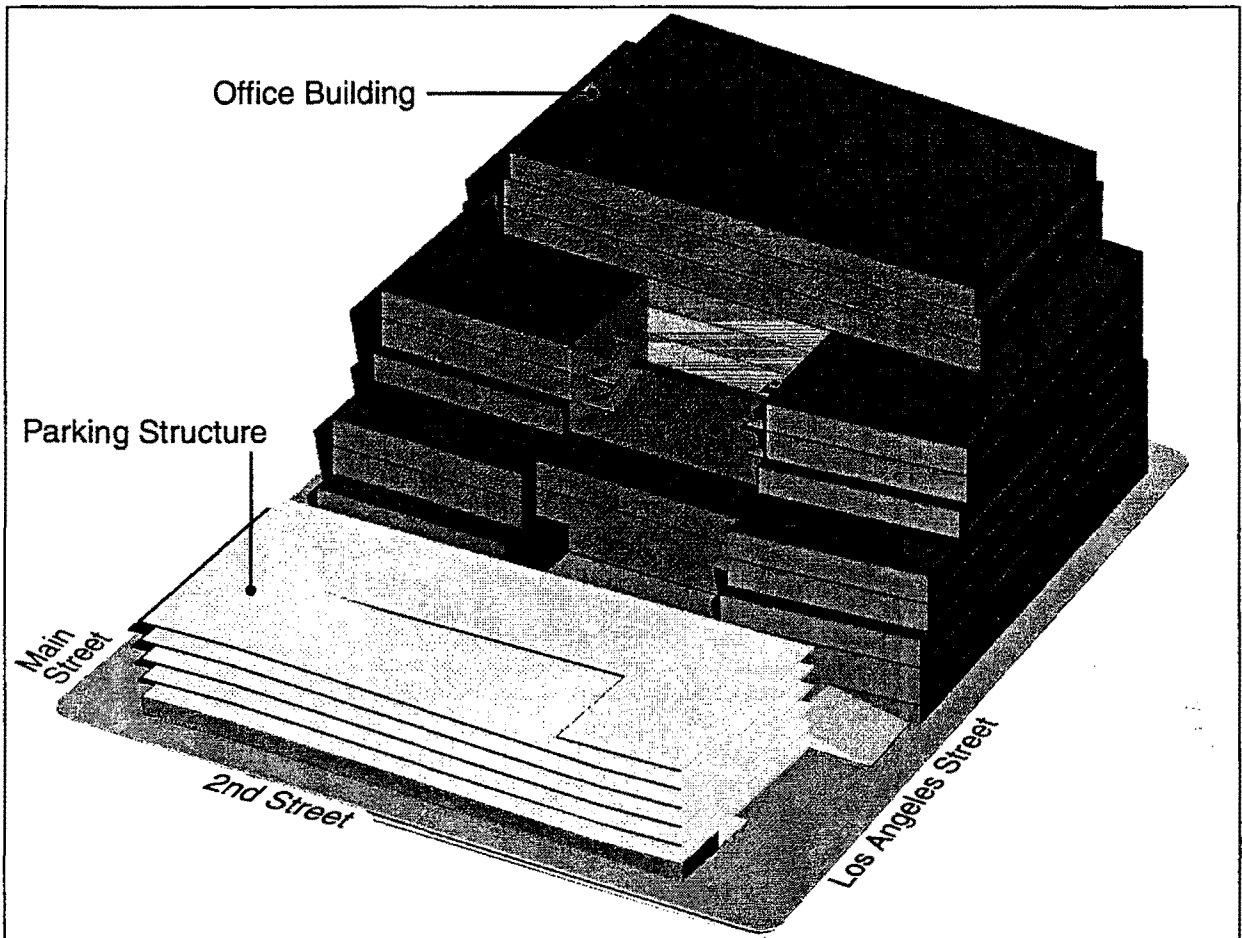 Office Building
Parking Structure
Main
Street
2nd Street
Los Angeles Street